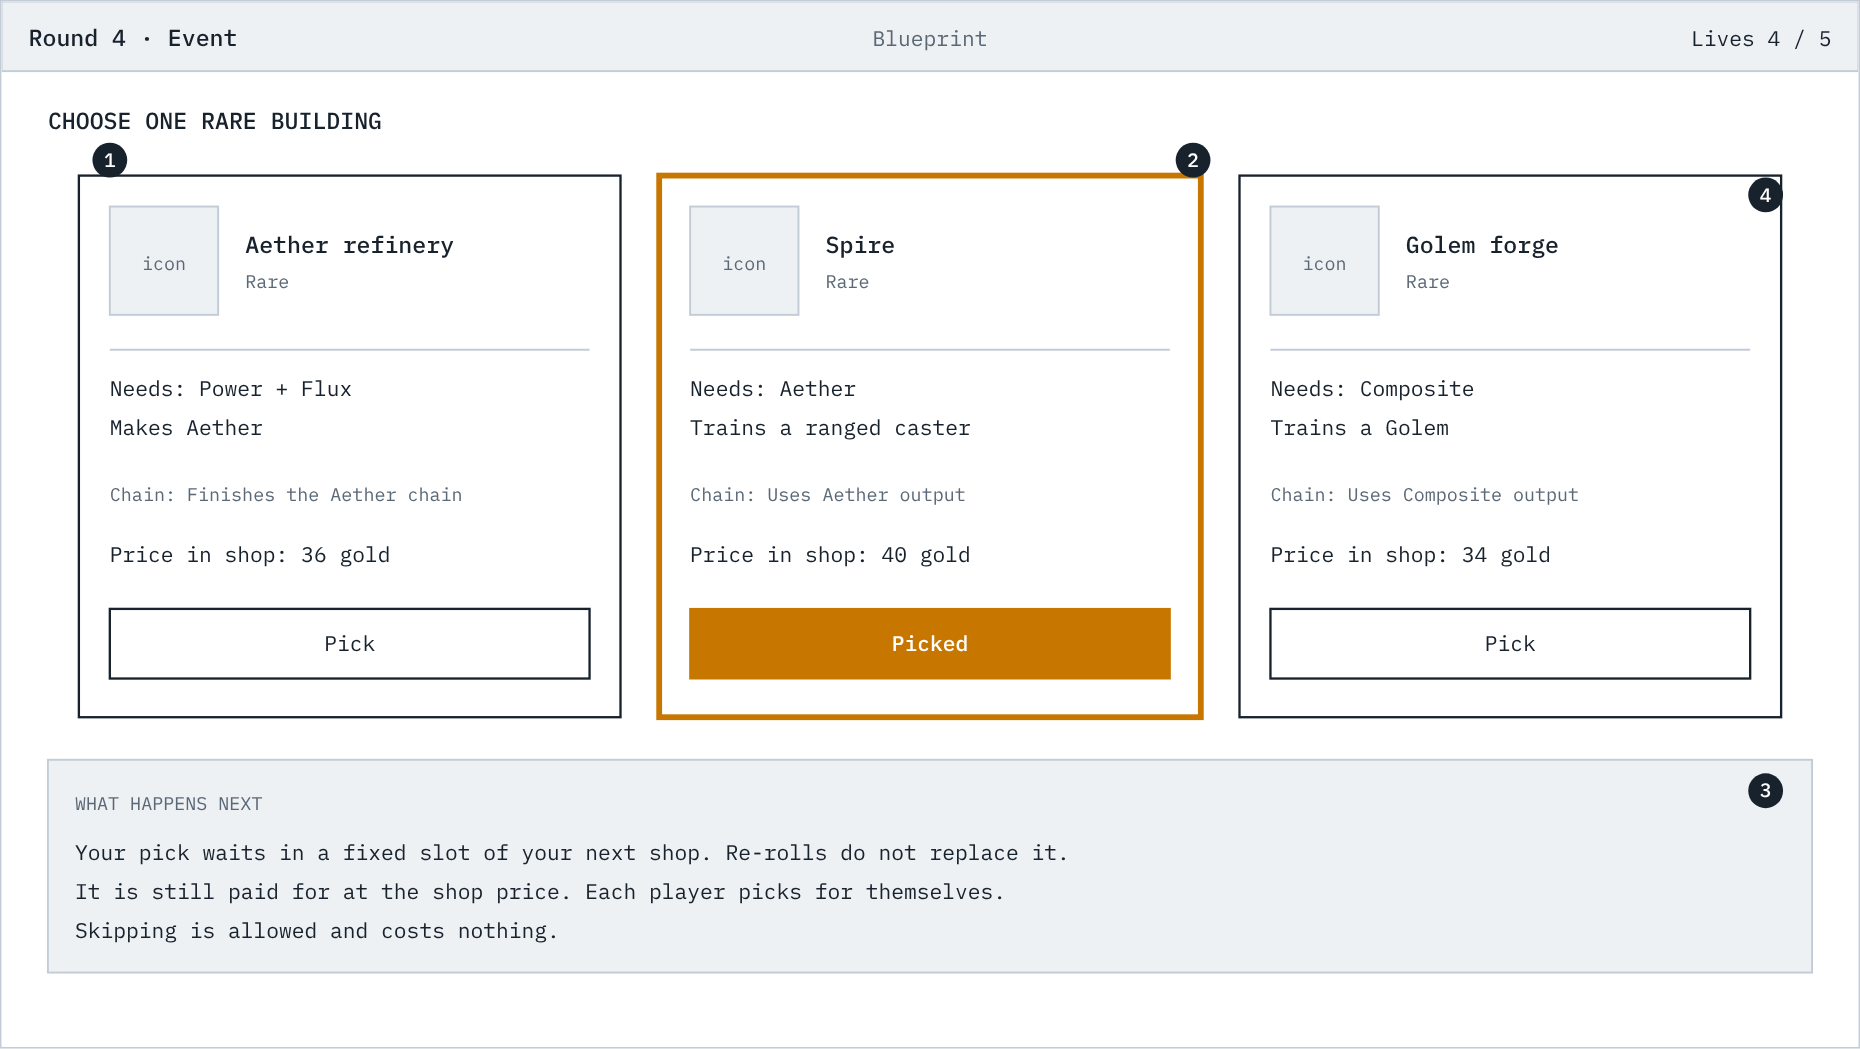 Round 4 · Event
Blueprint
Lives 4 / 5
CHOOSE ONE RARE BUILDING
1
icon
Aether refinery
Rare
Needs: Power + Flux
Makes Aether
Chain: Finishes the Aether chain
Price in shop: 36 gold
Pick
2
icon
Spire
Rare
Needs: Aether
Trains a ranged caster
Chain: Uses Aether output
Price in shop: 40 gold
Picked
4
icon
Golem forge
Rare
Needs: Composite
Trains a Golem
Chain: Uses Composite output
Price in shop: 34 gold
Pick
3
WHAT HAPPENS NEXT
Your pick waits in a fixed slot of your next shop. Re-rolls do not replace it.
It is still paid for at the shop price. Each player picks for themselves.
Skipping is allowed and costs nothing.